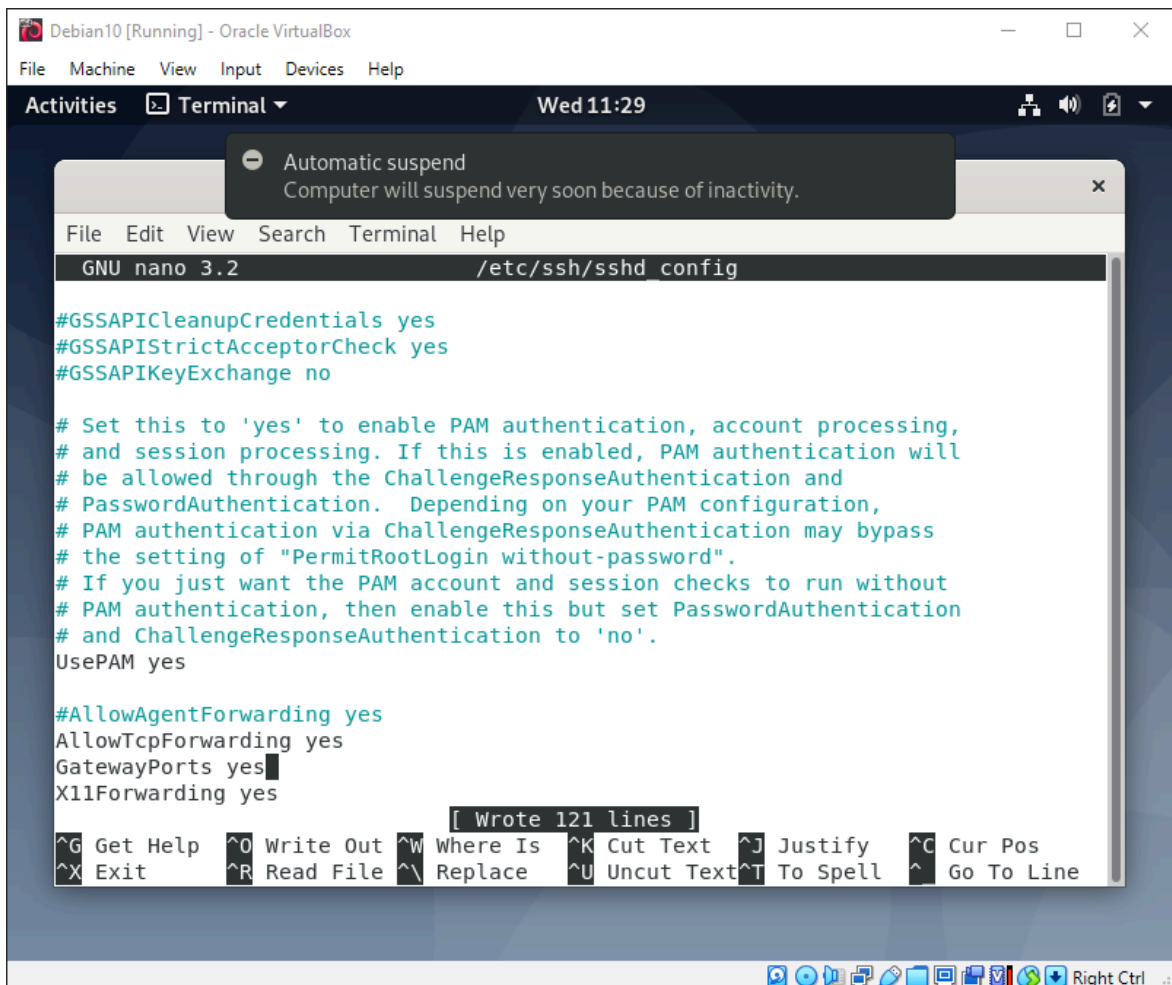 Debian10 [Running] - Oracle VirtualBox
File Machine View Input Devices Help
Activities Terminal Wed 11:29
Automatic suspend
Computer will suspend very soon because of inactivity.
File Edit View Search Terminal Help
GNU nano 3.2 /etc/ssh/sshd_config
#GSSAPICleanupCredentials yes
#GSSAPIStrictAcceptorCheck yes
#GSSAPIKeyExchange no
# Set this to 'yes' to enable PAM authentication, account processing,
# and session processing. If this is enabled, PAM authentication will
# be allowed through the ChallengeResponseAuthentication and
# PasswordAuthentication.  Depending on your PAM configuration,
# PAM authentication via ChallengeResponseAuthentication may bypass
# the setting of "PermitRootLogin without-password".
# If you just want the PAM account and session checks to run without
# PAM authentication, then enable this but set PasswordAuthentication
# and ChallengeResponseAuthentication to 'no'.
UsePAM yes
#AllowAgentForwarding yes
AllowTcpForwarding yes
GatewayPorts yes
X11Forwarding yes
[ Wrote 121 lines ]
^G Get Help ^O Write Out ^W Where Is ^K Cut Text ^J Justify ^C Cur Pos
^X Exit ^R Read File ^\ Replace ^U Uncut Text ^T To Spell ^_ Go To Line
Right Ctrl